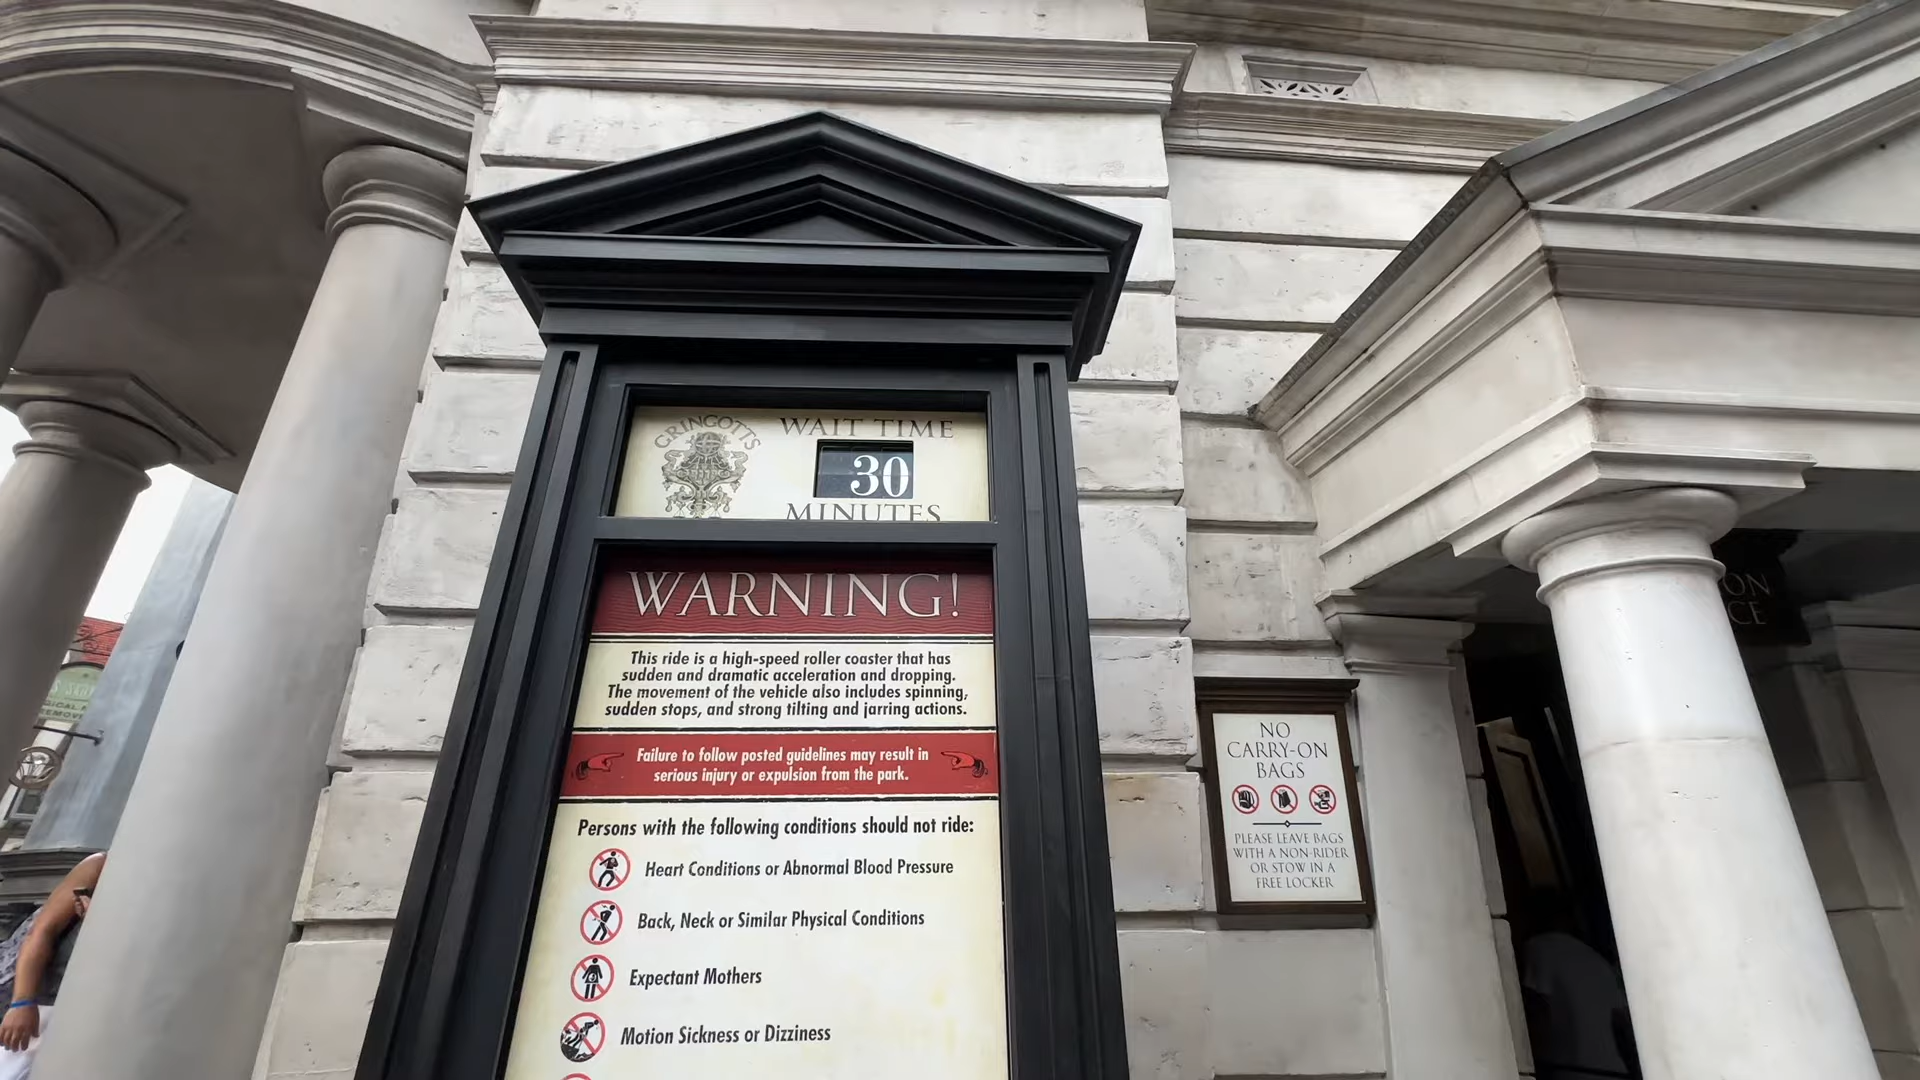 GRINGOTTS
WAIT TIME
30
MINUTES
WARNING!
This ride is a high-speed roller coaster that has
sudden and dramatic acceleration and dropping.
The movement of the vehicle also includes spinning,
sudden stops, and strong tilting and jarring actions.
Failure to follow posted guidelines may result in
serious injury or expulsion from the park.
Persons with the following conditions should not ride:
Heart Conditions or Abnormal Blood Pressure
Back, Neck or Similar Physical Conditions
Expectant Mothers
Motion Sickness or Dizziness
NO
CARRY-ON
BAGS
PLEASE LEAVE BAGS
WITH A NON-RIDER
OR STOW IN A
FREE LOCKER